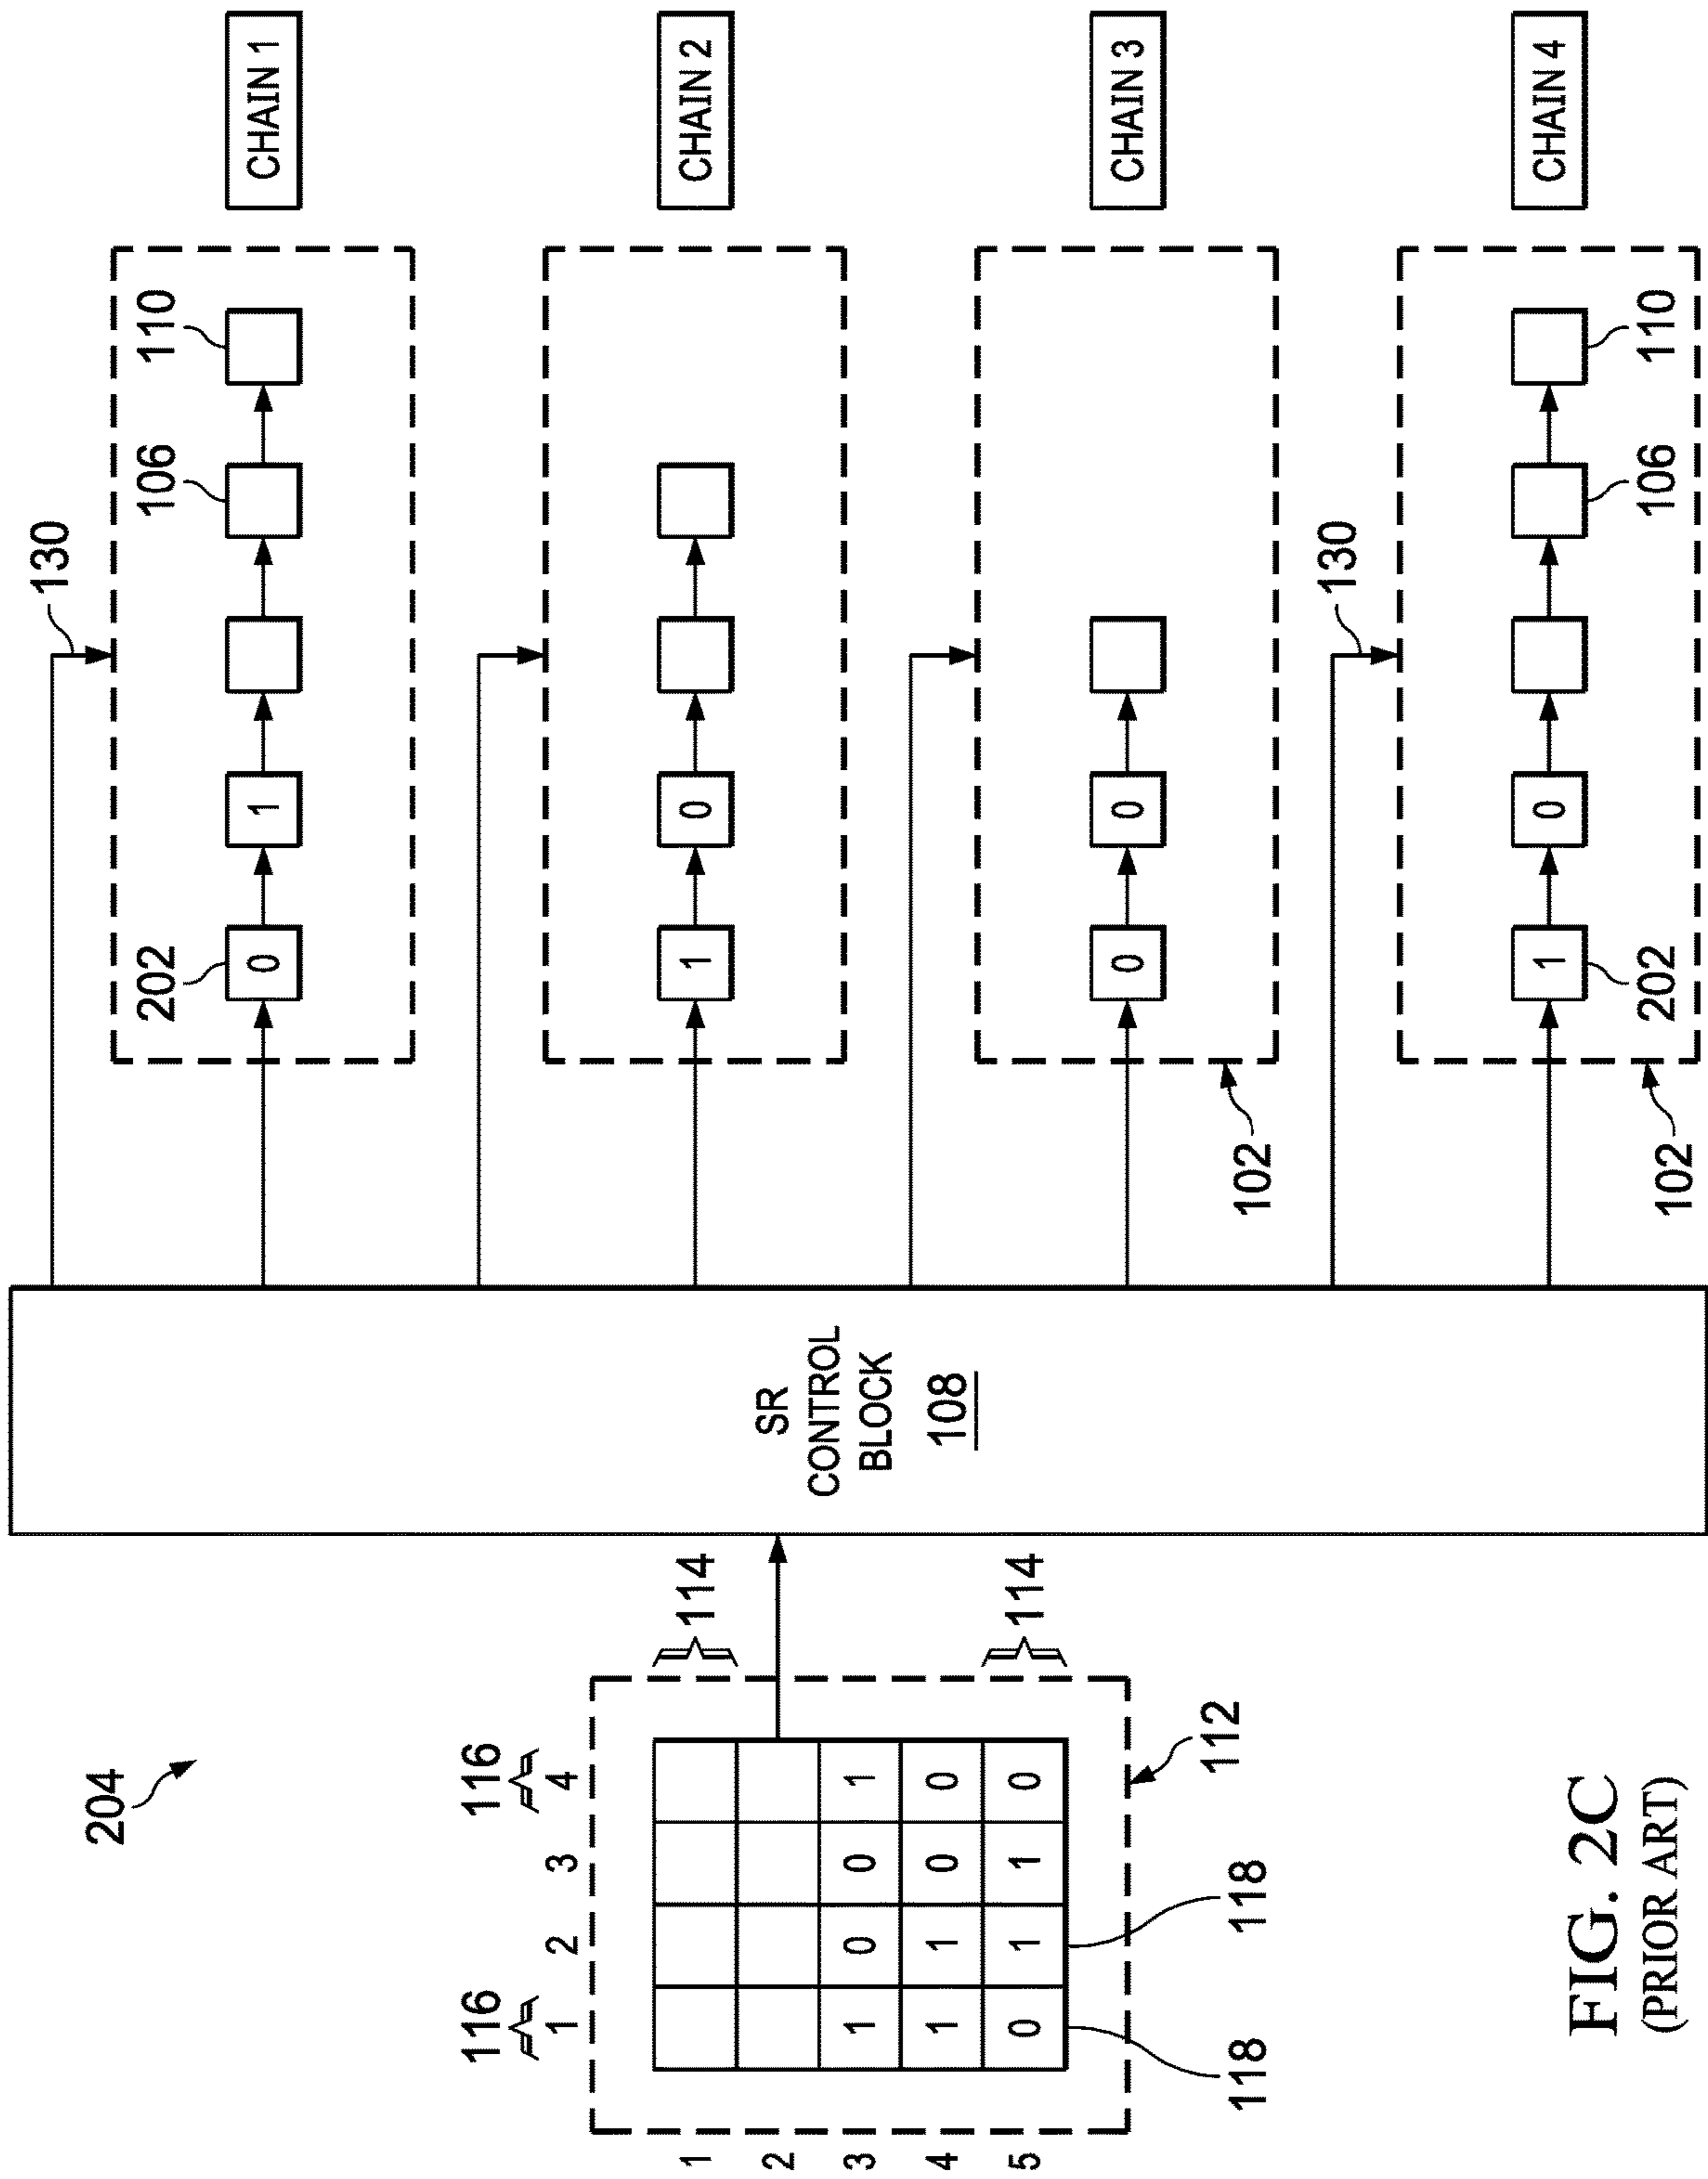 204
116 116
1 2 3 4
1
2
3 1 0 0 1
4 1 1 0 0
5 0 1 1 0
114
114
118 118 112
SR
CONTROL
BLOCK
108
130
202 106 110
0 1
CHAIN 1
1 0
CHAIN 2
0 0
CHAIN 3
102
130
1 0
CHAIN 4
202 106 110
102
FIG. 2C
(PRIOR ART)